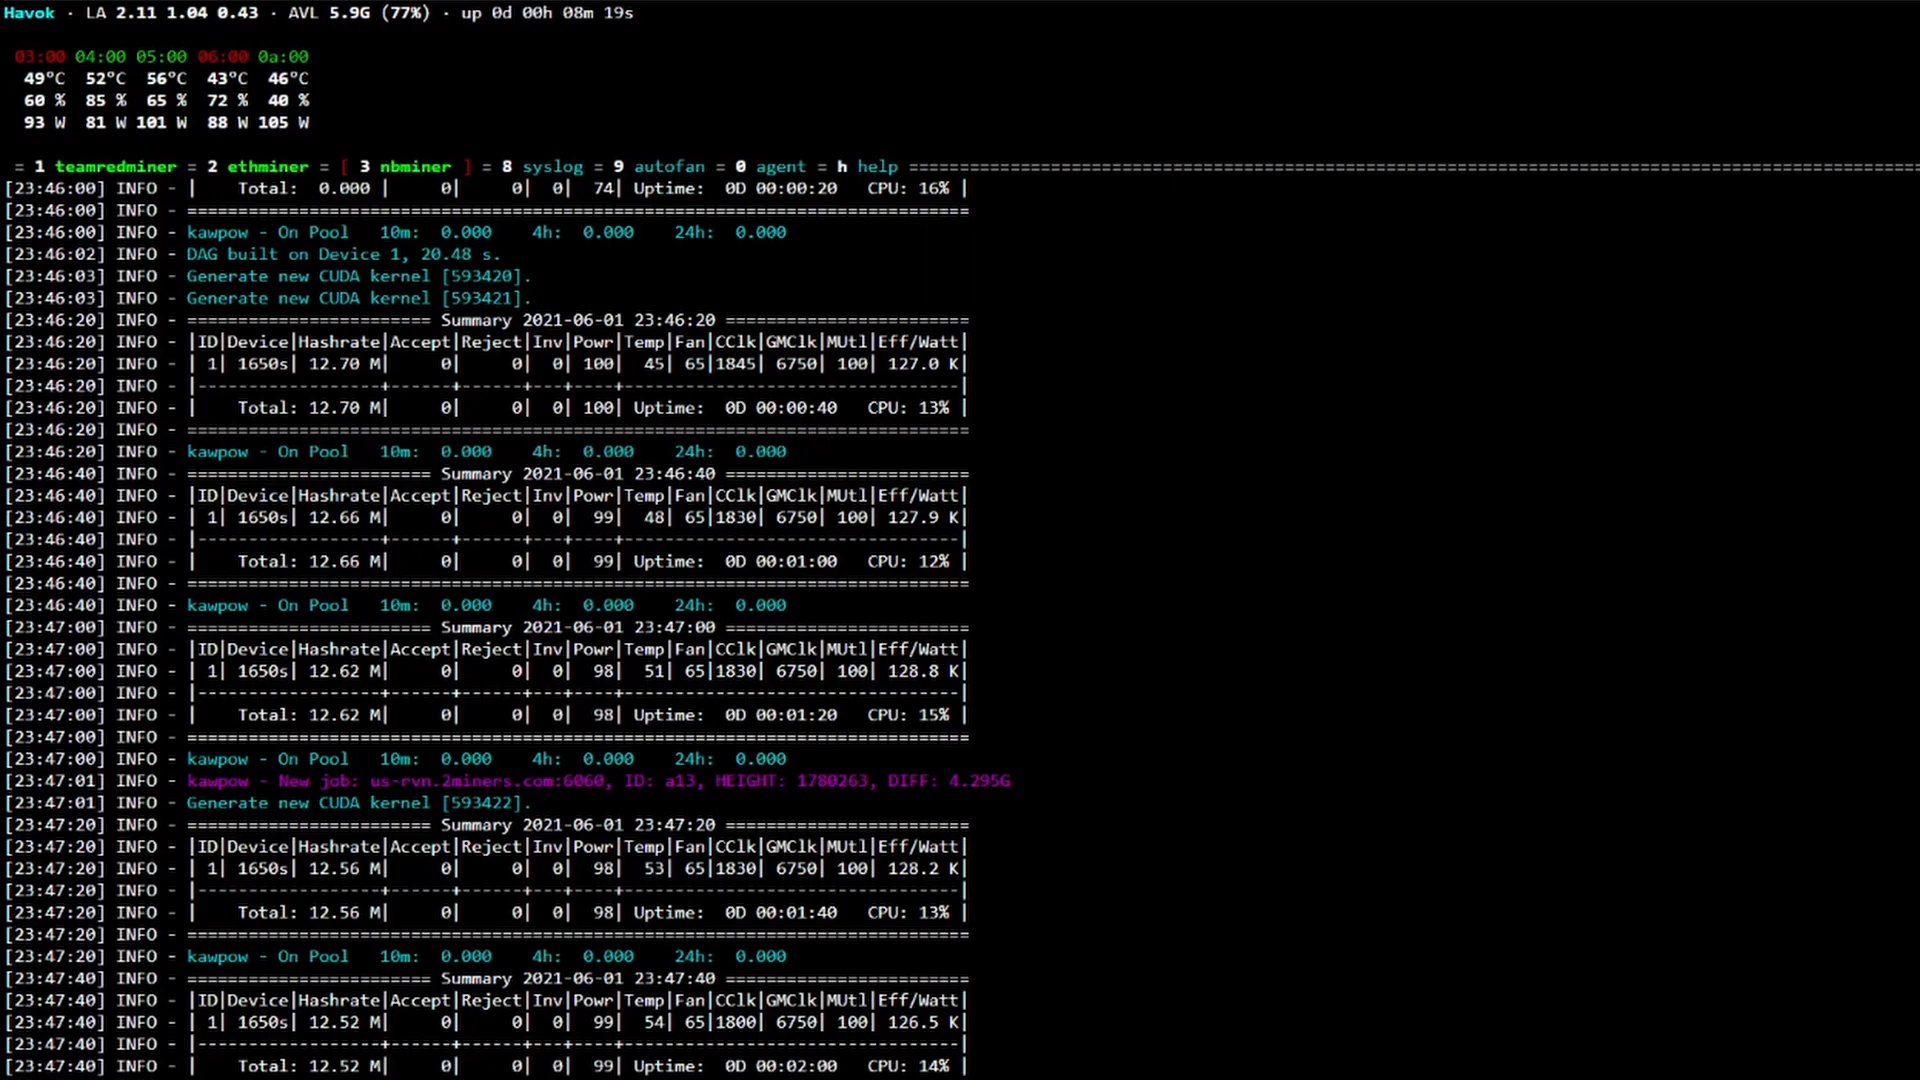 Havok · LA 2.11 1.04 0.43 · AVL 5.9G (77%) · up 0d 00h 08m 19s
03:00 04:00 05:00 06:00 0a:00
49°C 52°C 56°C 43°C 46°C
60 % 85 % 65 % 72 % 40 %
93 W 81 W 101 W 88 W 105 W
= 1 teamredminer = 2 ethminer = [ 3 nbminer ] = 8 syslog = 9 autofan = 0 agent = h help ====================================================================================================
[23:46:00] INFO - |    Total:  0.000 |     0|     0|  0|  74| Uptime:  0D 00:00:20   CPU: 16% |
[23:46:00] INFO - =============================================================================
[23:46:00] INFO - kawpow - On Pool   10m:  0.000    4h:  0.000    24h:  0.000
[23:46:02] INFO - DAG built on Device 1, 20.48 s.
[23:46:03] INFO - Generate new CUDA kernel [593420].
[23:46:03] INFO - Generate new CUDA kernel [593421].
[23:46:20] INFO - ======================== Summary 2021-06-01 23:46:20 ========================
[23:46:20] INFO - |ID|Device|Hashrate|Accept|Reject|Inv|Powr|Temp|Fan|CClk|GMClk|MUtl|Eff/Watt|
[23:46:20] INFO - | 1| 1650s| 12.70 M|     0|     0|  0| 100|  45| 65|1845| 6750| 100| 127.0 K|
[23:46:20] INFO - |------------------+------+------+---+----+---------------------------------|
[23:46:20] INFO - |    Total: 12.70 M|     0|     0|  0| 100| Uptime:  0D 00:00:40   CPU: 13% |
[23:46:20] INFO - =============================================================================
[23:46:20] INFO - kawpow - On Pool   10m:  0.000    4h:  0.000    24h:  0.000
[23:46:40] INFO - ======================== Summary 2021-06-01 23:46:40 ========================
[23:46:40] INFO - |ID|Device|Hashrate|Accept|Reject|Inv|Powr|Temp|Fan|CClk|GMClk|MUtl|Eff/Watt|
[23:46:40] INFO - | 1| 1650s| 12.66 M|     0|     0|  0|  99|  48| 65|1830| 6750| 100| 127.9 K|
[23:46:40] INFO - |------------------+------+------+---+----+---------------------------------|
[23:46:40] INFO - |    Total: 12.66 M|     0|     0|  0|  99| Uptime:  0D 00:01:00   CPU: 12% |
[23:46:40] INFO - =============================================================================
[23:46:40] INFO - kawpow - On Pool   10m:  0.000    4h:  0.000    24h:  0.000
[23:47:00] INFO - ======================== Summary 2021-06-01 23:47:00 ========================
[23:47:00] INFO - |ID|Device|Hashrate|Accept|Reject|Inv|Powr|Temp|Fan|CClk|GMClk|MUtl|Eff/Watt|
[23:47:00] INFO - | 1| 1650s| 12.62 M|     0|     0|  0|  98|  51| 65|1830| 6750| 100| 128.8 K|
[23:47:00] INFO - |------------------+------+------+---+----+---------------------------------|
[23:47:00] INFO - |    Total: 12.62 M|     0|     0|  0|  98| Uptime:  0D 00:01:20   CPU: 15% |
[23:47:00] INFO - =============================================================================
[23:47:00] INFO - kawpow - On Pool   10m:  0.000    4h:  0.000    24h:  0.000
[23:47:01] INFO - kawpow - New job: us-rvn.2miners.com:6060, ID: a13, HEIGHT: 1780263, DIFF: 4.295G
[23:47:01] INFO - Generate new CUDA kernel [593422].
[23:47:20] INFO - ======================== Summary 2021-06-01 23:47:20 ========================
[23:47:20] INFO - |ID|Device|Hashrate|Accept|Reject|Inv|Powr|Temp|Fan|CClk|GMClk|MUtl|Eff/Watt|
[23:47:20] INFO - | 1| 1650s| 12.56 M|     0|     0|  0|  98|  53| 65|1830| 6750| 100| 128.2 K|
[23:47:20] INFO - |------------------+------+------+---+----+---------------------------------|
[23:47:20] INFO - |    Total: 12.56 M|     0|     0|  0|  98| Uptime:  0D 00:01:40   CPU: 13% |
[23:47:20] INFO - =============================================================================
[23:47:20] INFO - kawpow - On Pool   10m:  0.000    4h:  0.000    24h:  0.000
[23:47:40] INFO - ======================== Summary 2021-06-01 23:47:40 ========================
[23:47:40] INFO - |ID|Device|Hashrate|Accept|Reject|Inv|Powr|Temp|Fan|CClk|GMClk|MUtl|Eff/Watt|
[23:47:40] INFO - | 1| 1650s| 12.52 M|     0|     0|  0|  99|  54| 65|1800| 6750| 100| 126.5 K|
[23:47:40] INFO - |------------------+------+------+---+----+---------------------------------|
[23:47:40] INFO - |    Total: 12.52 M|     0|     0|  0|  99| Uptime:  0D 00:02:00   CPU: 14% |